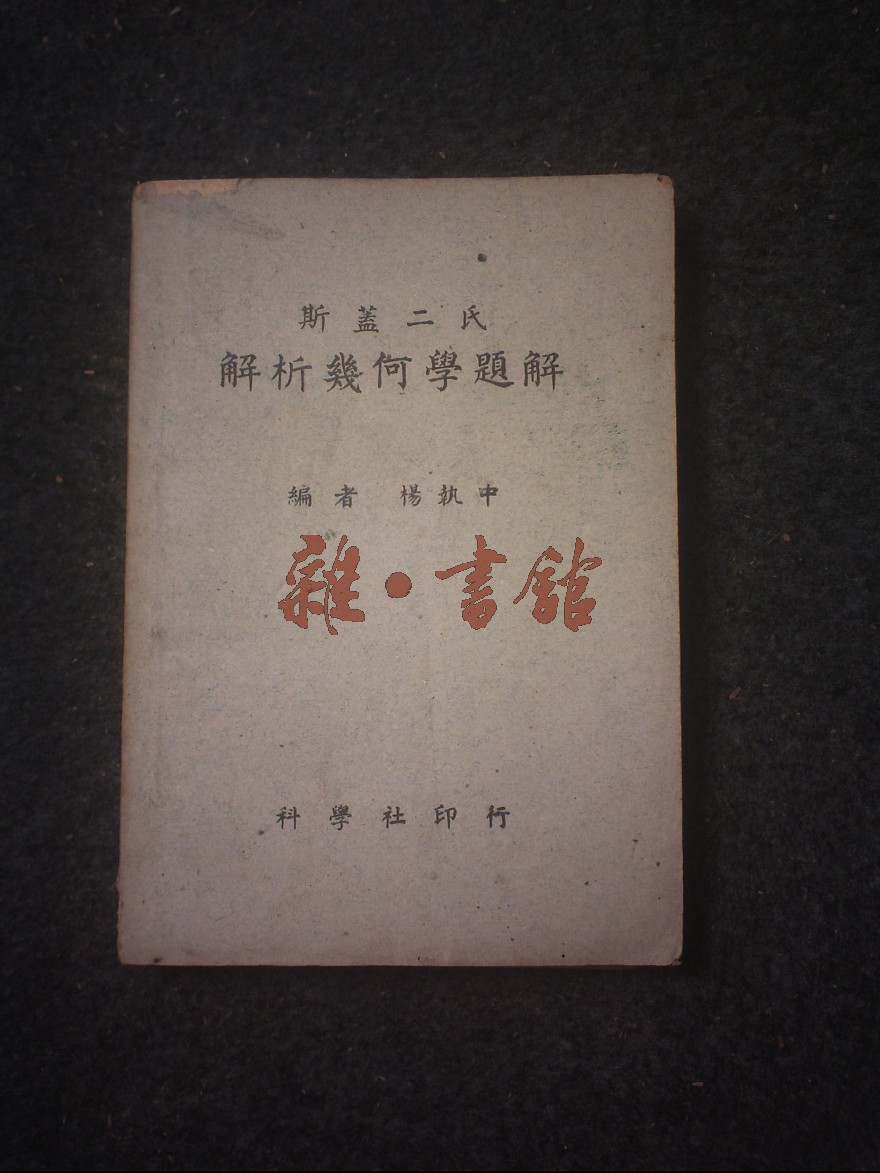 斯蓋二氏
解析幾何學題解
編者 楊執中
雜·書館
科學社印行